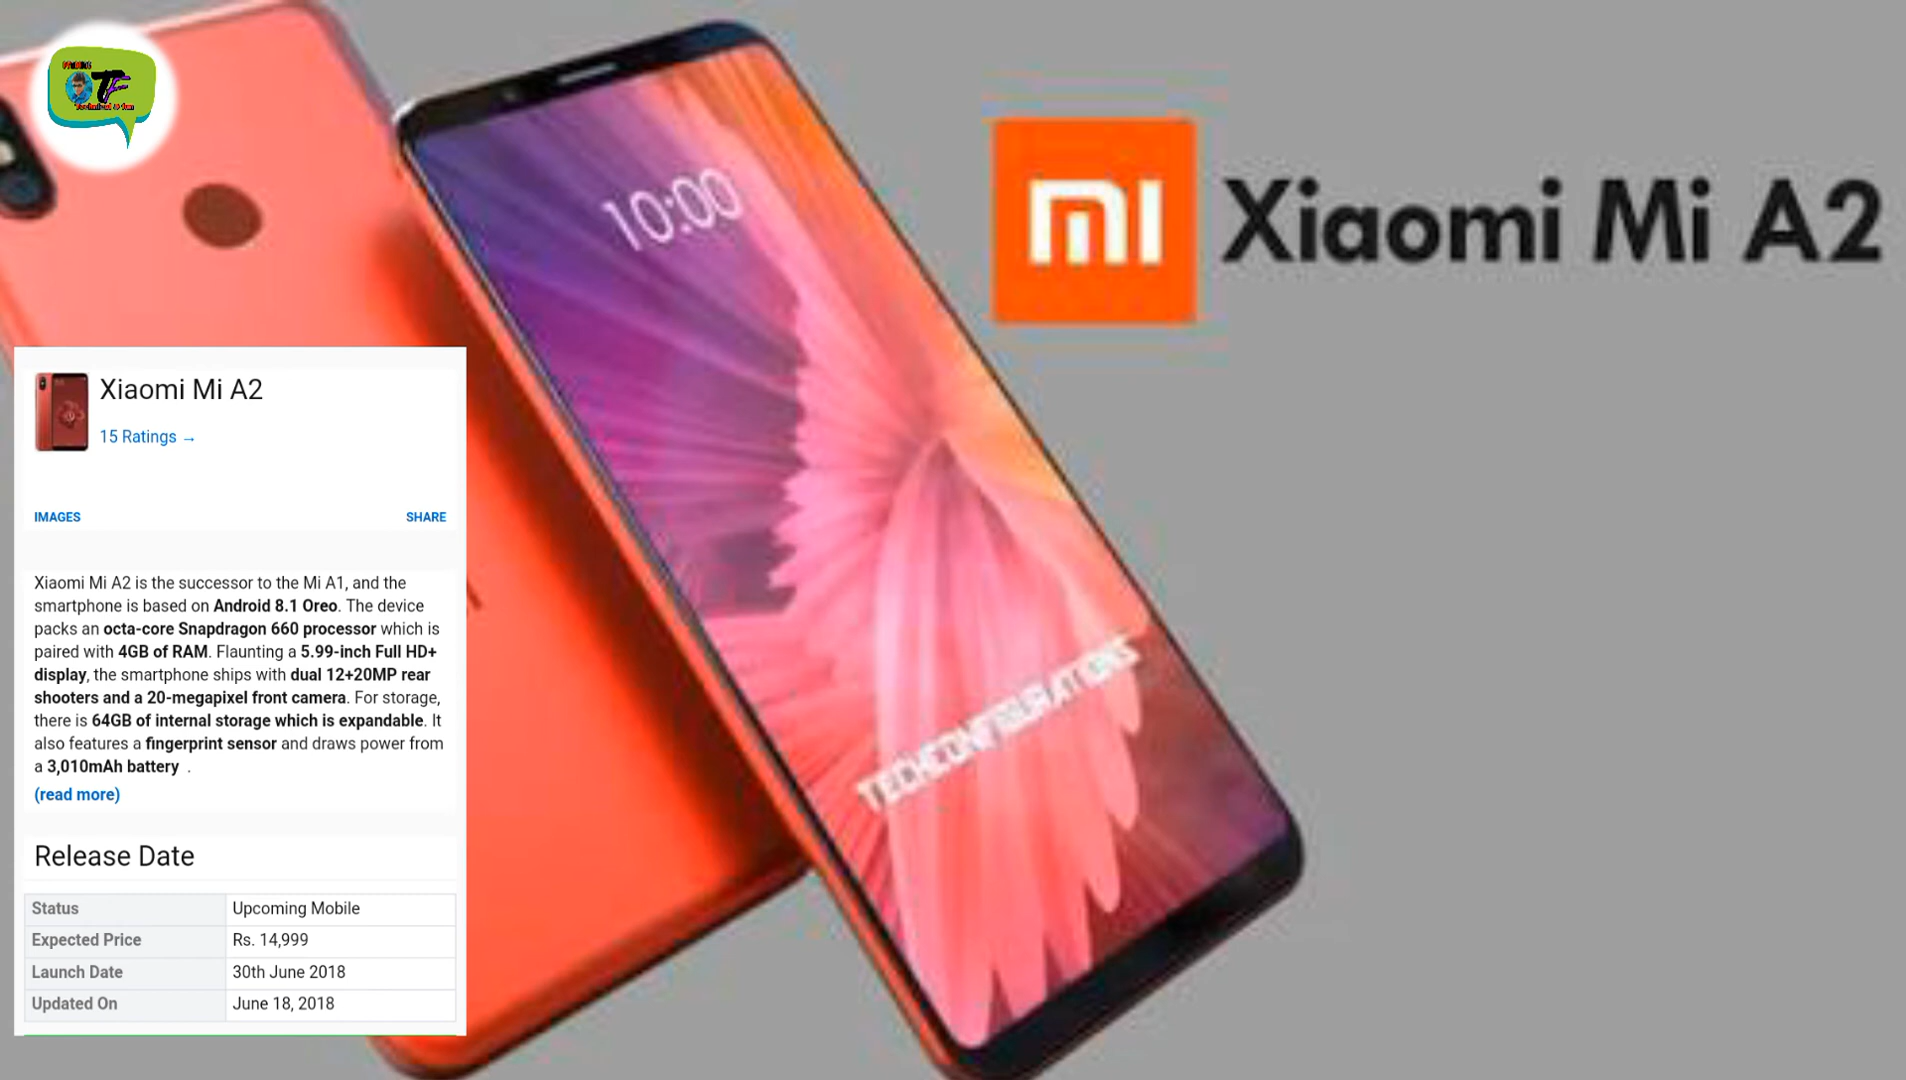 TF
Technical & fun
10:00
mi Xiaomi Mi A2
Xiaomi Mi A2
15 Ratings →
IMAGES SHARE
Xiaomi Mi A2 is the successor to the Mi A1, and the
smartphone is based on Android 8.1 Oreo. The device
packs an octa-core Snapdragon 660 processor which is
paired with 4GB of RAM. Flaunting a 5.99-inch Full HD+
display, the smartphone ships with dual 12+20MP rear
shooters and a 20-megapixel front camera. For storage,
there is 64GB of internal storage which is expandable. It
also features a fingerprint sensor and draws power from
a 3,010mAh battery .
(read more)
TECHCONFIGURATIONS
Release Date
Status Upcoming Mobile
Expected Price Rs. 14,999
Launch Date 30th June 2018
Updated On June 18, 2018